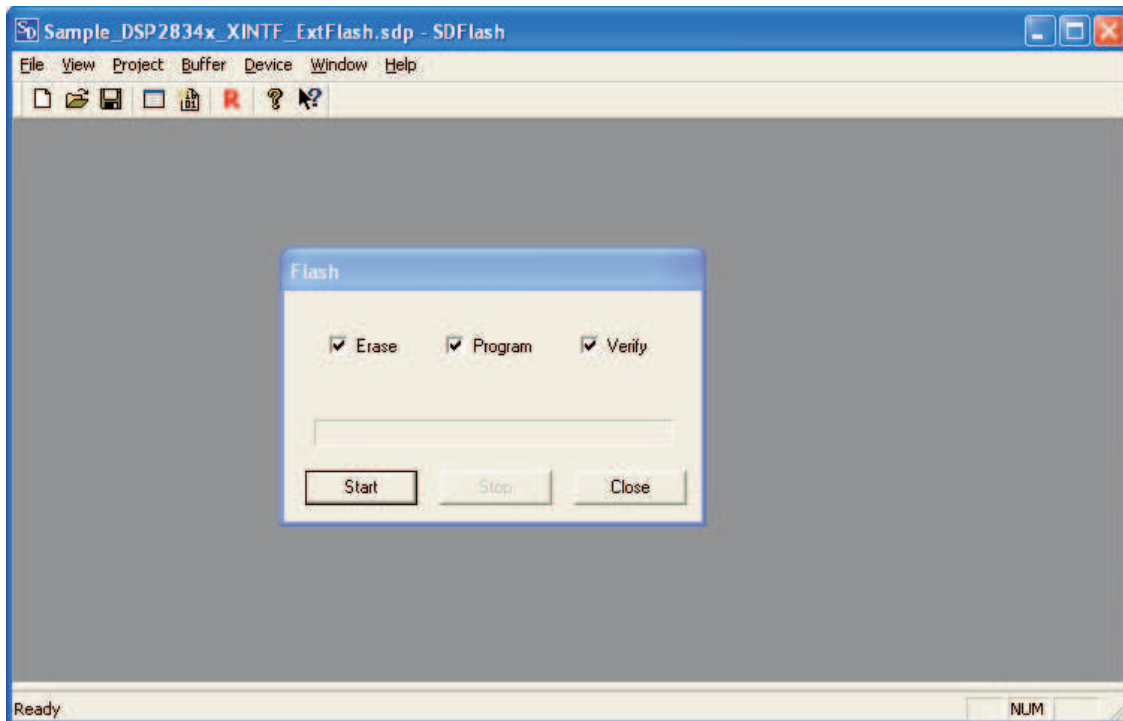 SD Sample_DSP2834x_XINTF_ExtFlash.sdp - SDFlash
File View Project Buffer Device Window Help
R ? ?
Flash
Erase Program Verify
Start Stop Close
Ready NUM